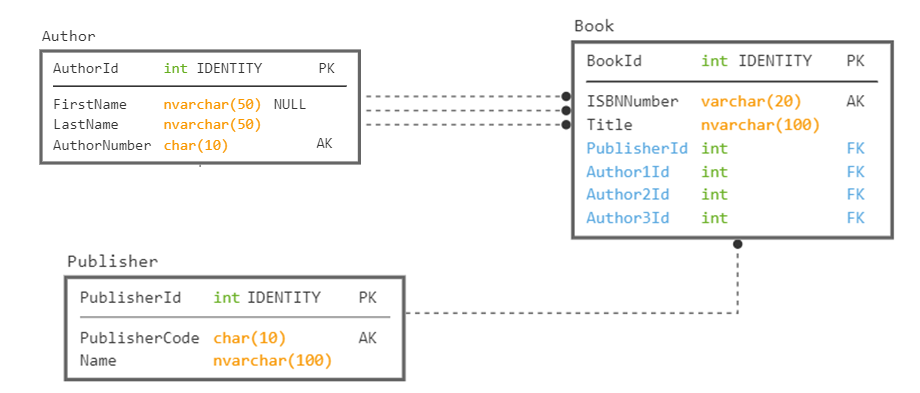 Author
AuthorId int IDENTITY PK
FirstName nvarchar(50) NULL
LastName nvarchar(50)
AuthorNumber char(10) AK
Book
BookId int IDENTITY PK
ISBNNumber varchar(20) AK
Title nvarchar(100)
PublisherId int FK
Author1Id int FK
Author2Id int FK
Author3Id int FK
Publisher
PublisherId int IDENTITY PK
PublisherCode char(10) AK
Name nvarchar(100)